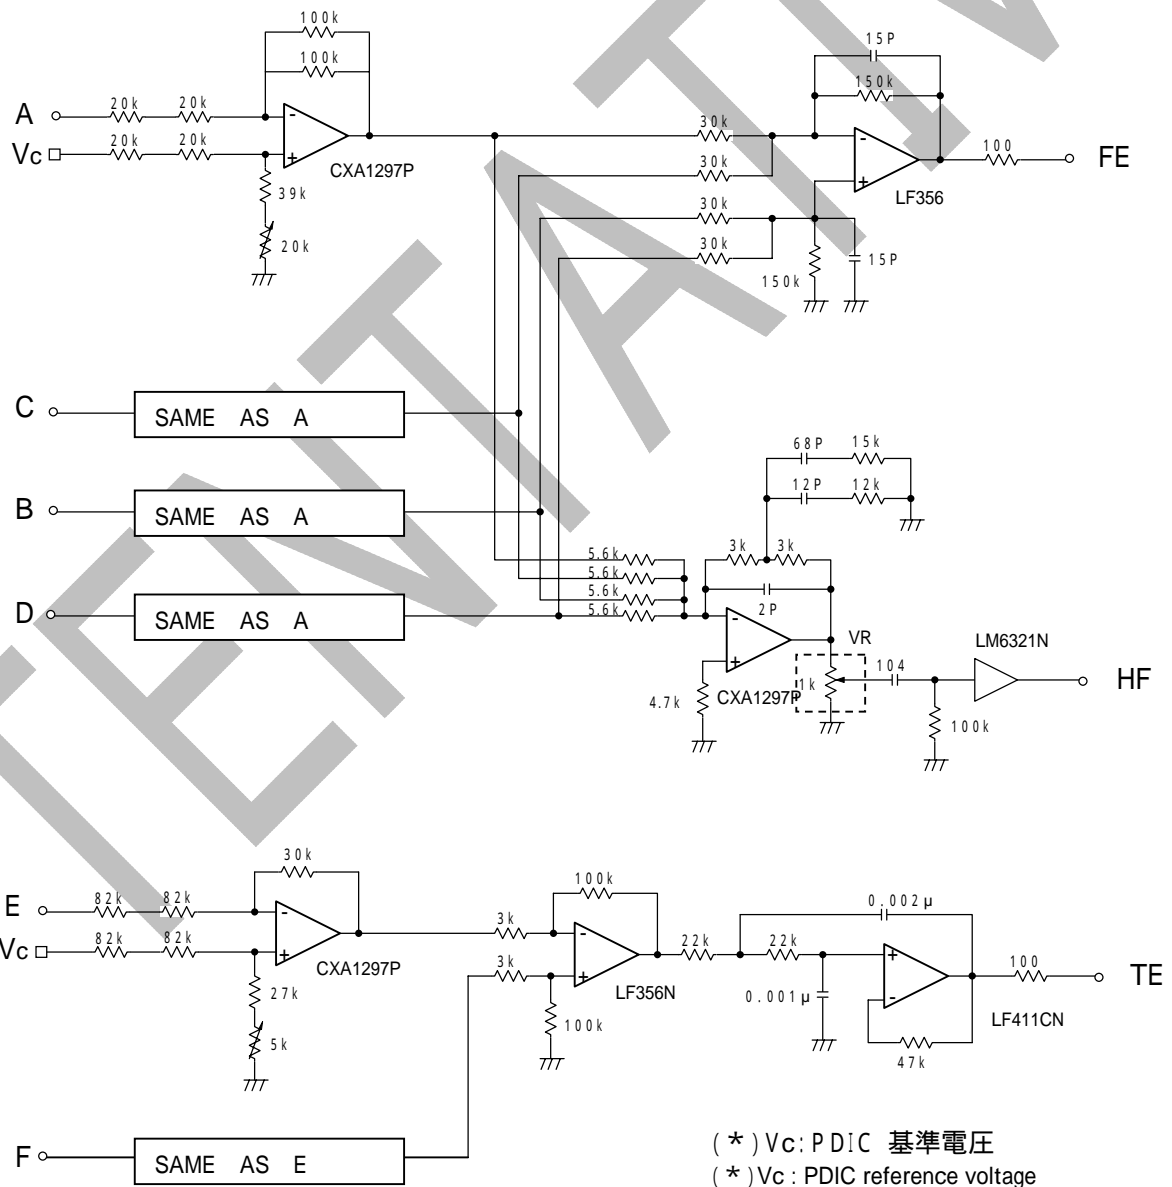 100k
100k
15P
150k
A
20k
20k
Vc
20k
20k
CXA1297P
39k
20k
30k
30k
30k
30k
LF356
100
FE
150k
15P
C
SAME AS A
B
SAME AS A
D
SAME AS A
68P
15k
12P
12k
5.6k
5.6k
5.6k
5.6k
3k
3k
2P
VR
CXA1297P
4.7k
1k
104
LM6321N
HF
100k
30k
E
82k
82k
Vc
82k
82k
CXA1297P
27k
5k
3k
3k
100k
LF356N
100k
22k
22k
0.002μ
0.001μ
47k
100
LF411CN
TE
F
SAME AS E
(*)Vc:PDIC 基準電圧
(*)Vc : PDIC reference voltage
TENTATIV